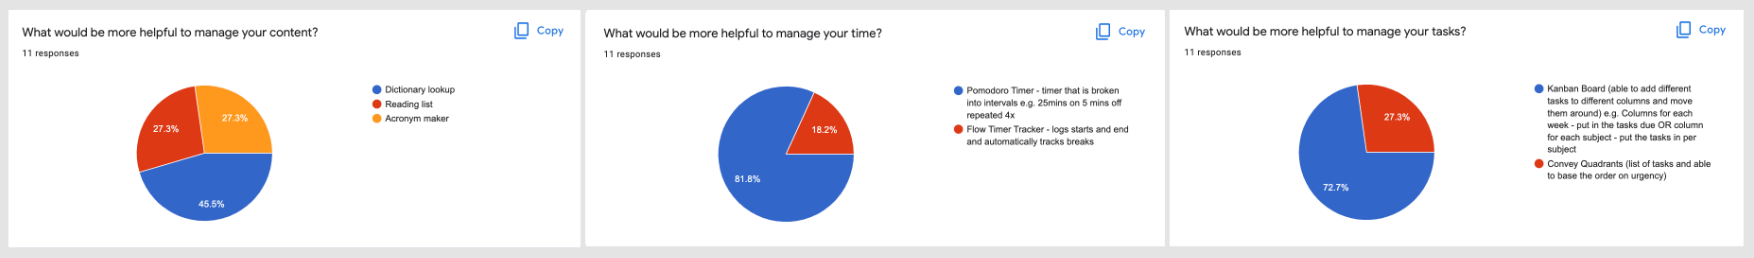 What would be more helpful to manage your content?
Copy
11 responses
Dictionary lookup
Reading list
Acronym maker
27.3%
27.3%
45.5%
What would be more helpful to manage your time?
Copy
11 responses
Pomodoro Timer - timer that is broken
into intervals e.g. 25mins on 5 mins off
repeated 4x
Flow Timer Tracker - logs starts and end
and automatically tracks breaks
18.2%
81.8%
What would be more helpful to manage your tasks?
Copy
11 responses
Kanban Board (able to add different
tasks to different columns and move
them around) e.g. Columns for each
week - put in the tasks due OR column
for each subject - put the tasks in per
subject
Convey Quadrants (list of tasks and able
to base the order on urgency)
27.3%
72.7%